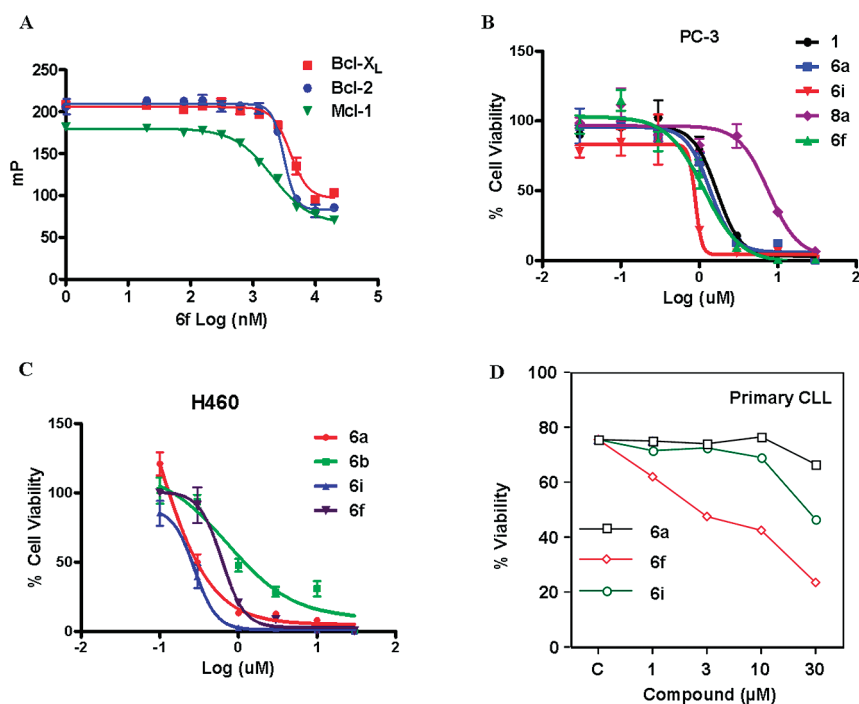 A
Bcl-XL
Bcl-2
Mcl-1
250
200
150
100
50
0
mP
0 1 2 3 4 5
6f Log (nM)
B
PC-3
1
6a
6i
8a
6f
150
100
50
0
% Cell Viability
-2 -1 0 1 2
Log (uM)
C
H460
6a
6b
6i
6f
150
100
50
0
% Cell Viability
-2 -1 0 1 2
Log (uM)
D
Primary CLL
100
80
60
40
20
0
% Viability
6a
6f
6i
C 1 3 10 30
Compound (µM)